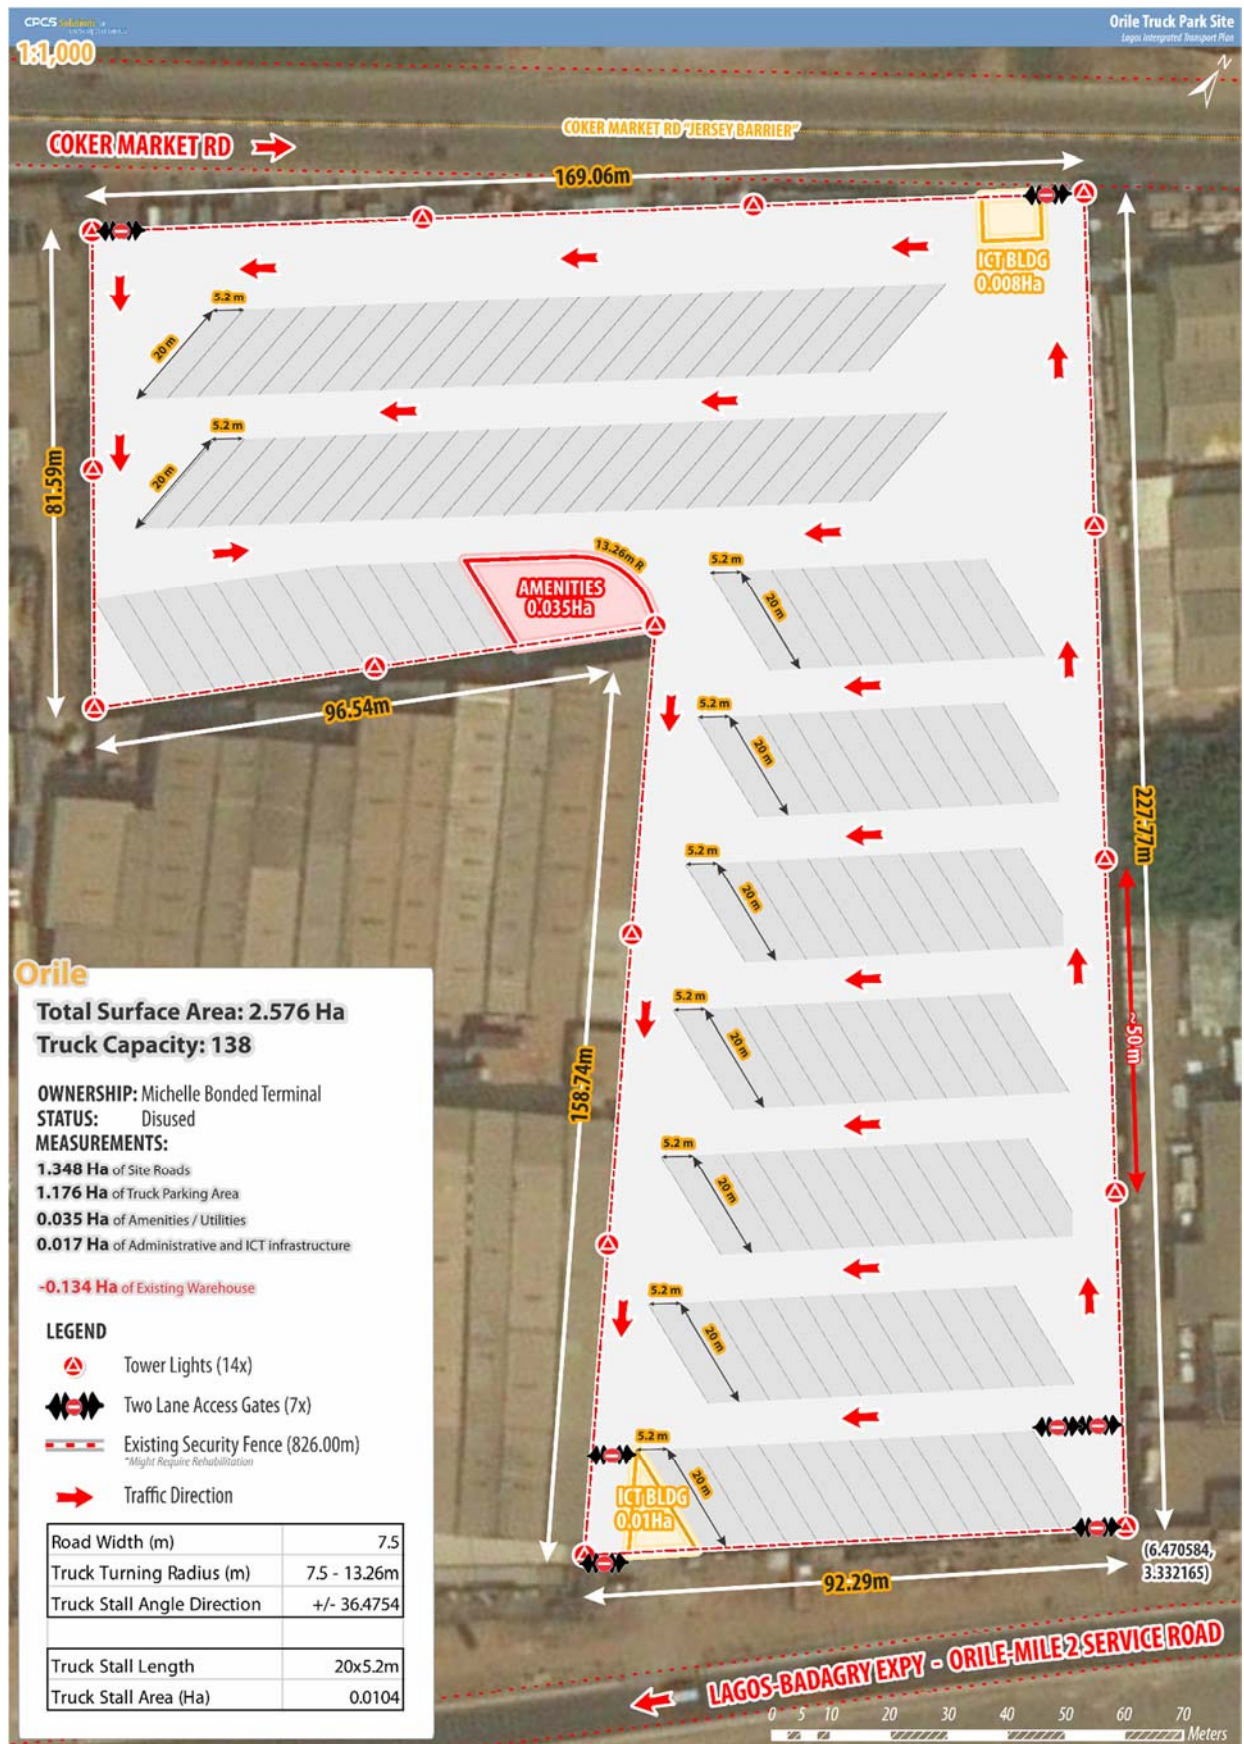 CPCS Solutions
Orile Truck Park Site
Lagos Intergrated Transport Plan
1:1,000
N
COKER MARKET RD "JERSEY BARRIER"
COKER MARKET RD
169.06m
ICT BLDG
0.008Ha
5.2 m
20 m
5.2 m
20 m
81.59m
13.26m R
AMENITIES
0.035Ha
5.2 m
20 m
96.54m
5.2 m
20 m
227.77m
5.2 m
20 m
5.2 m
20 m
~50 m
158.74m
5.2 m
20 m
5.2 m
20 m
5.2 m
20 m
ICT BLDG
0.01Ha
92.29m
(6.470584,
3.332165)
Orile
Total Surface Area: 2.576 Ha
Truck Capacity: 138
OWNERSHIP: Michelle Bonded Terminal
STATUS: Disused
MEASUREMENTS:
1.348 Ha of Site Roads
1.176 Ha of Truck Parking Area
0.035 Ha of Amenities / Utilities
0.017 Ha of Administrative and ICT infrastructure
-0.134 Ha of Existing Warehouse
LEGEND
Tower Lights (14x)
Two Lane Access Gates (7x)
Existing Security Fence (826.00m)
*Might Require Rehabilitation
Traffic Direction
Road Width (m) 7.5
Truck Turning Radius (m) 7.5 - 13.26m
Truck Stall Angle Direction +/- 36.4754
Truck Stall Length 20x5.2m
Truck Stall Area (Ha) 0.0104
LAGOS-BADAGRY EXPY - ORILE-MILE 2 SERVICE ROAD
0 5 10 20 30 40 50 60 70
Meters